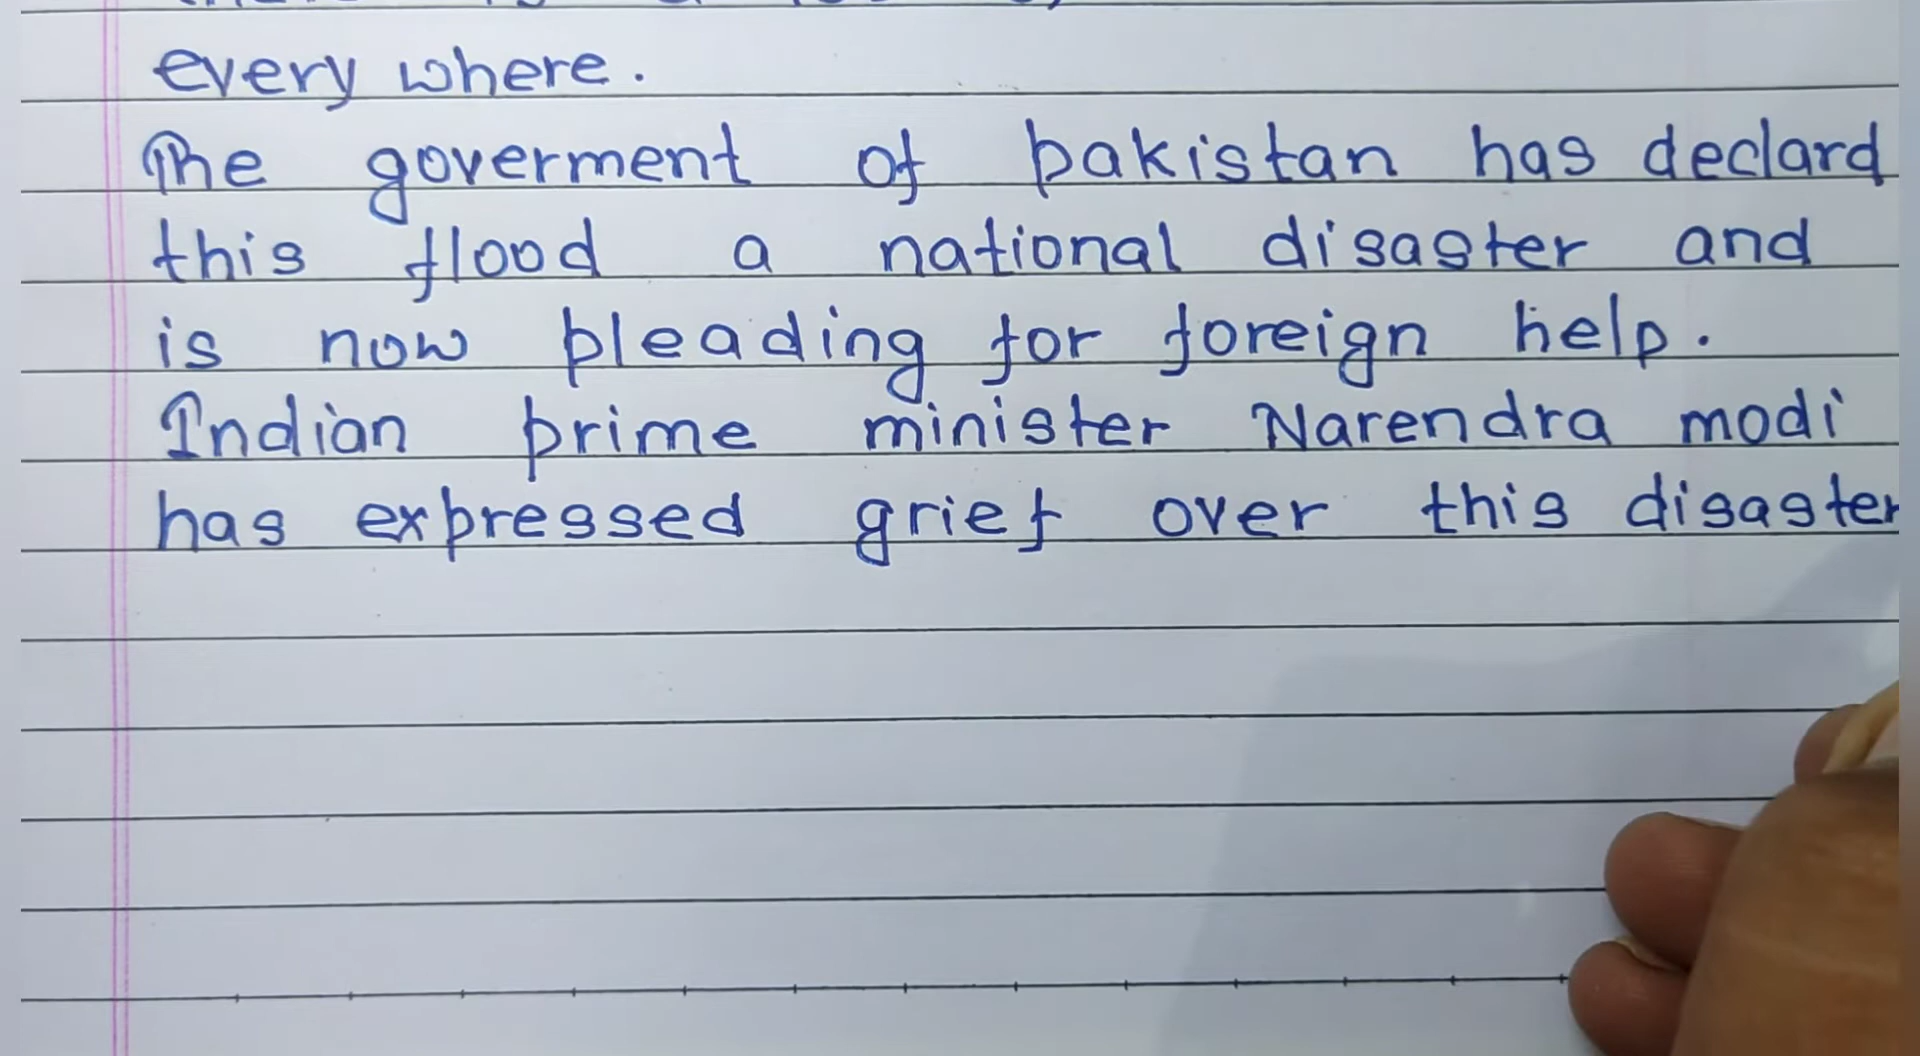 every where.
The goverment of pakistan has declard
this flood a national disaster and
is now pleading for foreign help.
Indian prime minister Narendra modi
has expressed grief over this disaster